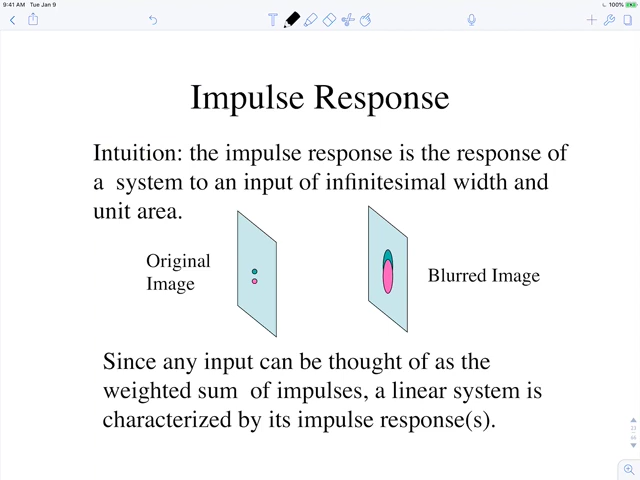 9:41 AM Tue Jan 9
100%
Impulse Response
Intuition: the impulse response is the response of
a system to an input of infinitesimal width and
unit area.
Original
Image
Blurred Image
Since any input can be thought of as the
weighted sum of impulses, a linear system is
characterized by its impulse response(s).